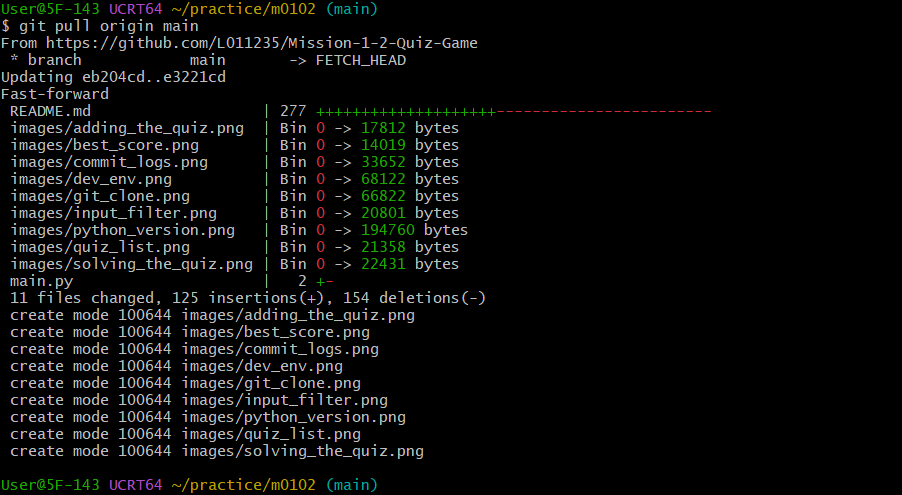 User@5F-143 UCRT64 ~/practice/m0102 (main)
$ git pull origin main
From https://github.com/L011235/Mission-1-2-Quiz-Game
 * branch            main       -> FETCH_HEAD
Updating eb204cd..e3221cd
Fast-forward
 README.md                    | 277 ++++++++++++++++++++------------------------
 images/adding_the_quiz.png   | Bin 0 -> 17812 bytes
 images/best_score.png        | Bin 0 -> 14019 bytes
 images/commit_logs.png       | Bin 0 -> 33652 bytes
 images/dev_env.png           | Bin 0 -> 68122 bytes
 images/git_clone.png         | Bin 0 -> 66822 bytes
 images/input_filter.png      | Bin 0 -> 20801 bytes
 images/python_version.png    | Bin 0 -> 194760 bytes
 images/quiz_list.png         | Bin 0 -> 21358 bytes
 images/solving_the_quiz.png | Bin 0 -> 22431 bytes
 main.py                      |   2 +-
 11 files changed, 125 insertions(+), 154 deletions(-)
 create mode 100644 images/adding_the_quiz.png
 create mode 100644 images/best_score.png
 create mode 100644 images/commit_logs.png
 create mode 100644 images/dev_env.png
 create mode 100644 images/git_clone.png
 create mode 100644 images/input_filter.png
 create mode 100644 images/python_version.png
 create mode 100644 images/quiz_list.png
 create mode 100644 images/solving_the_quiz.png
User@5F-143 UCRT64 ~/practice/m0102 (main)